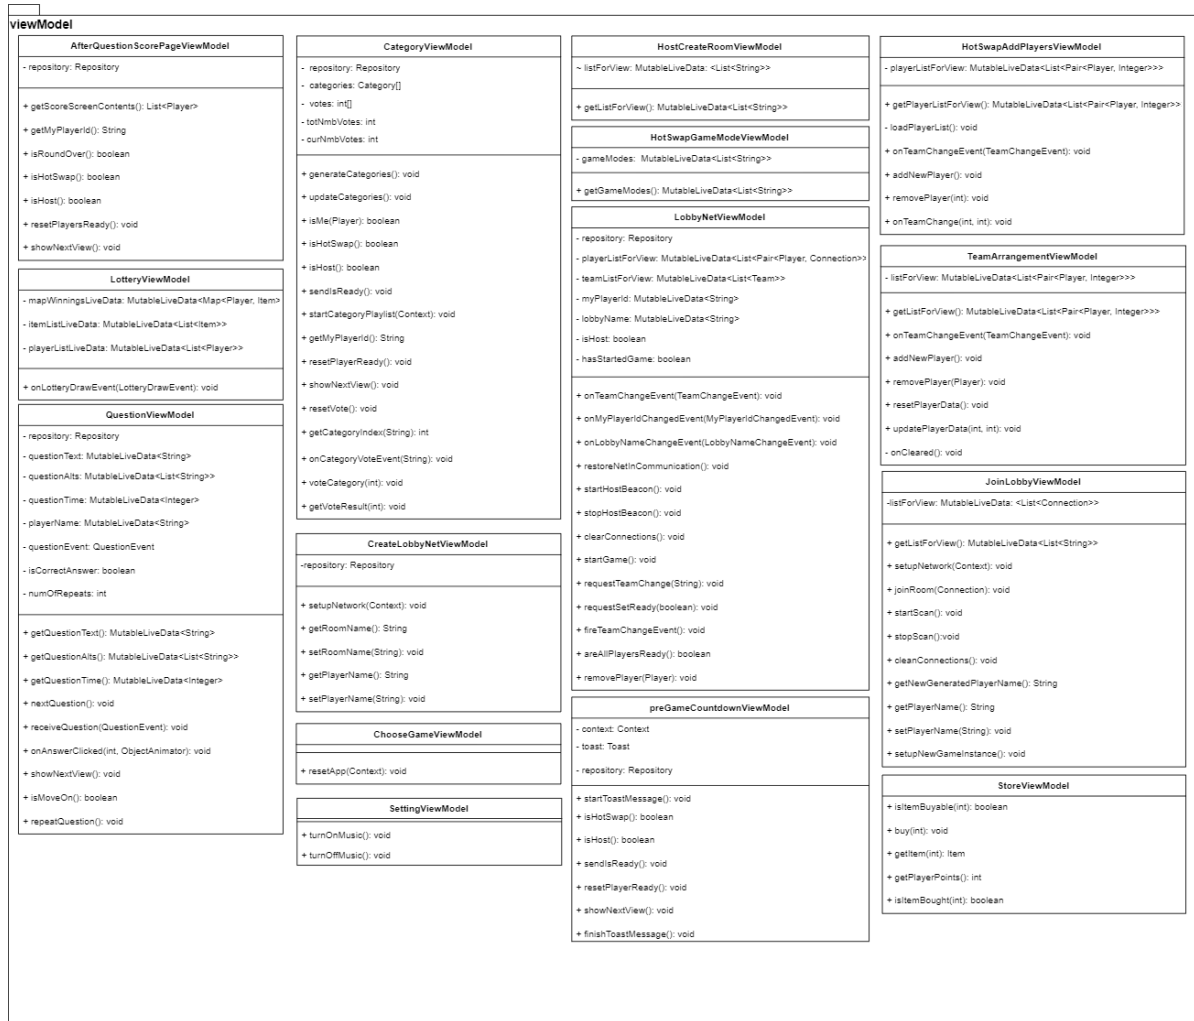 viewModel
AfterQuestionScorePageViewModel
- repository: Repository
+ getScoreScreenContents(): List<Player>
+ getMyPlayerId(): String
+ isRoundOver(): boolean
+ isHotSwap(): boolean
+ isHost(): boolean
+ resetPlayersReady(): void
+ showNextView(): void
LotteryViewModel
- mapWinningsLiveData: MutableLiveData<Map<Player, Item>
- itemListLiveData: MutableLiveData<List<Item>>
- playerListLiveData: MutableLiveData<List<Player>>
+ onLotteryDrawEvent(LotteryDrawEvent): void
QuestionViewModel
- repository: Repository
- questionText: MutableLiveData<String>
- questionAlts: MutableLiveData<List<String>>
- questionTime: MutableLiveData<Integer>
- playerName: MutableLiveData<String>
- questionEvent: QuestionEvent
- isCorrectAnswer: boolean
- numOfRepeats: int
+ getQuestionText(): MutableLiveData<String>
+ getQuestionAlts(): MutableLiveData<List<String>>
+ getQuestionTime(): MutableLiveData<Integer>
+ nextQuestion(): void
+ receiveQuestion(QuestionEvent): void
+ onAnswerClicked(int, ObjectAnimator): void
+ showNextView(): void
+ isMoveOn(): boolean
+ repeatQuestion(): void
CategoryViewModel
- repository: Repository
- categories: Category[]
- votes: int[]
- totNmbVotes: int
- curNmbVotes: int
+ generateCategories(): void
+ updateCategories(): void
+ isMe(Player): boolean
+ isHotSwap(): boolean
+ isHost(): boolean
+ sendIsReady(): void
+ startCategoryPlaylist(Context): void
+ getMyPlayerId(): String
+ resetPlayerReady(): void
+ showNextView(): void
+ resetVote(): void
+ getCategoryIndex(String): int
+ onCategoryVoteEvent(String): void
+ voteCategory(int): void
+ getVoteResult(int): void
CreateLobbyNetViewModel
-repository: Repository
+ setupNetwork(Context): void
+ getRoomName(): String
+ setRoomName(String): void
+ getPlayerName(): String
+ setPlayerName(String): void
ChooseGameViewModel
+ resetApp(Context): void
SettingViewModel
+ turnOnMusic(): void
+ turnOffMusic(): void
HostCreateRoomViewModel
~ listForView: MutableLiveData: <List<String>>
+ getListForView(): MutableLiveData<List<String>>
HotSwapGameModeViewModel
- gameModes: MutableLiveData<List<String>>
+ getGameModes(): MutableLiveData<List<String>>
LobbyNetViewModel
- repository: Repository
- playerListForView: MutableLiveData<List<Pair<Player, Connection>>
- teamListForView: MutableLiveData<List<Team>>
- myPlayerId: MutableLiveData<String>
- lobbyName: MutableLiveData<String>
- isHost: boolean
- hasStartedGame: boolean
+ onTeamChangeEvent(TeamChangeEvent): void
+ onMyPlayerIdChangedEvent(MyPlayerIdChangedEvent): void
+ onLobbyNameChangeEvent(LobbyNameChangeEvent): void
+ restoreNetInCommunication(): void
+ startHostBeacon(): void
+ stopHostBeacon(): void
+ clearConnections(): void
+ startGame(): void
+ requestTeamChange(String): void
+ requestSetReady(boolean): void
+ fireTeamChangeEvent(): void
+ areAllPlayersReady(): boolean
+ removePlayer(Player): void
preGameCountdownViewModel
- context: Context
- toast: Toast
- repository: Repository
+ startToastMessage(): void
+ isHotSwap(): boolean
+ isHost(): boolean
+ sendIsReady(): void
+ resetPlayerReady(): void
+ showNextView(): void
+ finishToastMessage(): void
HotSwapAddPlayersViewModel
- playerListForView: MutableLiveData<List<Pair<Player, Integer>>>
+ getPlayerListForView(): MutableLiveData<List<Pair<Player, Integer>>
- loadPlayerList(): void
+ onTeamChangeEvent(TeamChangeEvent): void
+ addNewPlayer(): void
+ removePlayer(int): void
+ onTeamChange(int, int): void
TeamArrangementViewModel
- listForView: MutableLiveData<List<Pair<Player, Integer>>>
+ getListForView(): MutableLiveData<List<Pair<Player, Integer>>>
+ onTeamChangeEvent(TeamChangeEvent): void
+ addNewPlayer(): void
+ removePlayer(Player): void
+ resetPlayerData(): void
+ updatePlayerData(int, int): void
- onCleared(): void
JoinLobbyViewModel
-listForView: MutableLiveData: <List<Connection>>
+ getListForView(): MutableLiveData<List<String>>
+ setupNetwork(Context): void
+ joinRoom(Connection): void
+ startScan(): void
+ stopScan():void
+ cleanConnections(): void
+ getNewGeneratedPlayerName(): String
+ getPlayerName(): String
+ setPlayerName(String): void
+ setupNewGameInstance(): void
StoreViewModel
+ isItemBuyable(int): boolean
+ buy(int): void
+ getItem(int): Item
+ getPlayerPoints(): int
+ isItemBought(int): boolean